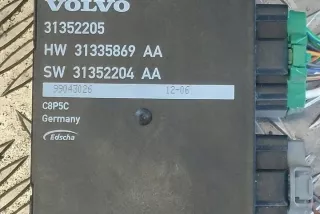 VOLVO
31352205
HW 31335869 AA
SW 31352204 AA
99043026 12-06
C8P5C
Germany
Edscha